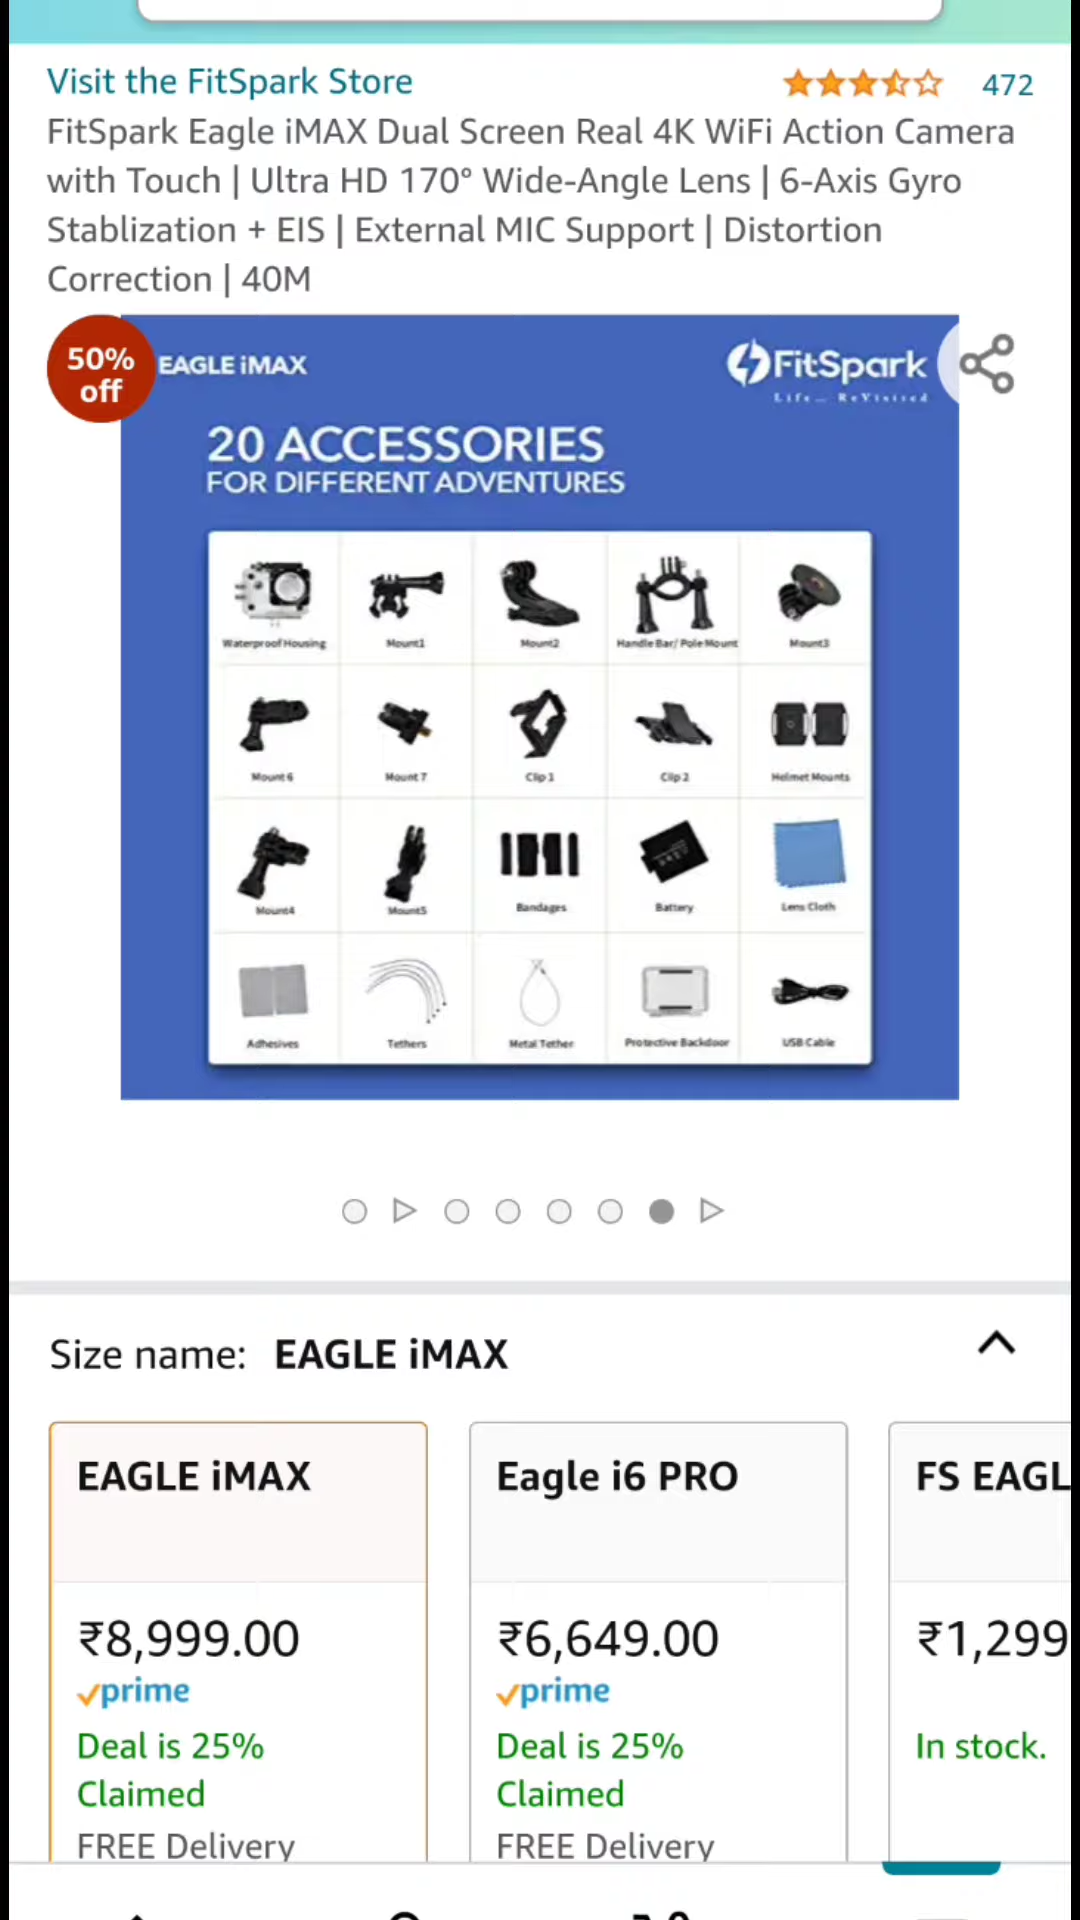 Visit the FitSpark Store
472
FitSpark Eagle iMAX Dual Screen Real 4K WiFi Action Camera
with Touch | Ultra HD 170° Wide-Angle Lens | 6-Axis Gyro
Stablization + EIS | External MIC Support | Distortion
Correction | 40M
50%
off
EAGLE iMAX
FitSpark
Life... ReVisited
20 ACCESSORIES
FOR DIFFERENT ADVENTURES
Waterproof Housing
Mount1
Mount2
Handle Bar/ Pole Mount
Mount3
Mount 6
Mount 7
Clip 1
Clip 2
Helmet Mounts
Mount4
Mount5
Bandages
Battery
Lens Cloth
Adhesives
Tethers
Metal Tether
Protective Backdoor
USB Cable
Size name: EAGLE iMAX
EAGLE iMAX
Eagle i6 PRO
FS EAGL
₹8,999.00
₹6,649.00
₹1,299
prime
prime
Deal is 25%
Claimed
Deal is 25%
Claimed
In stock.
FREE Delivery
FREE Delivery